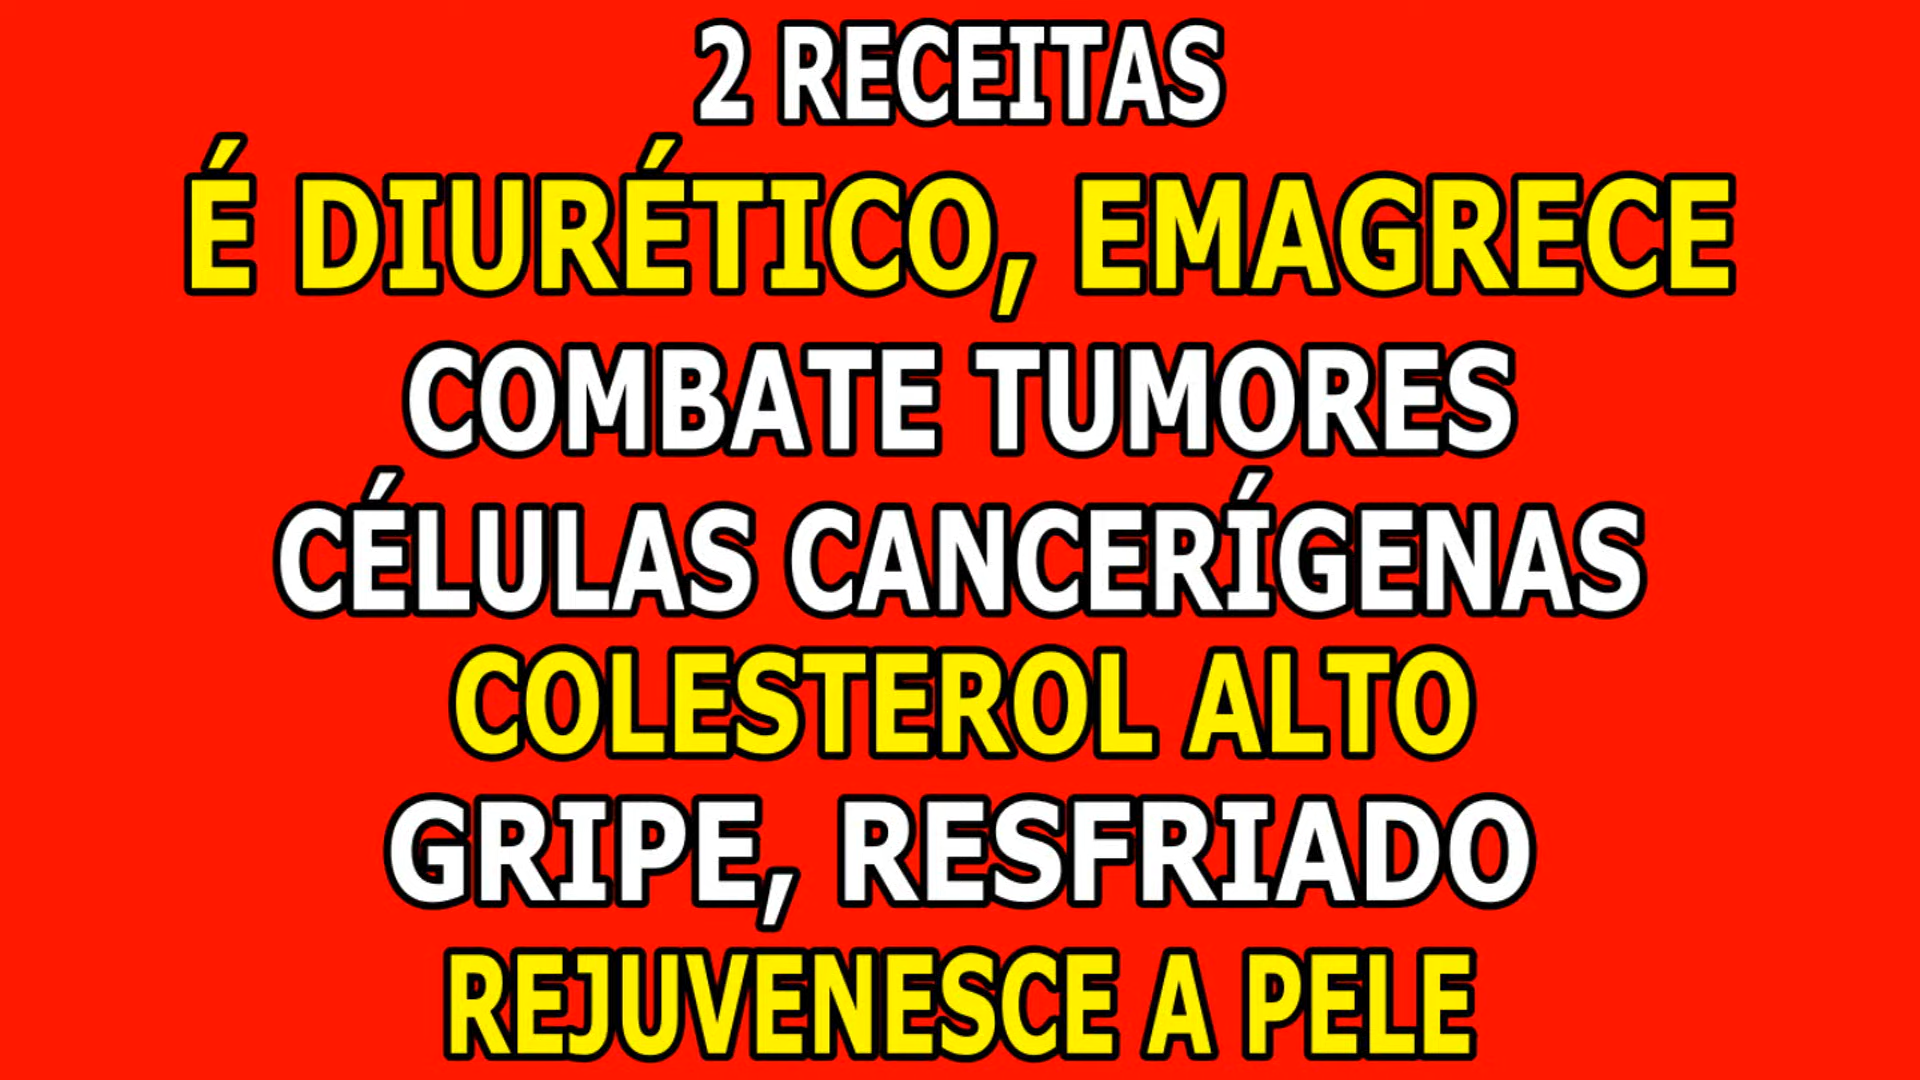 2 RECEITAS
É DIURÉTICO, EMAGRECE
COMBATE TUMORES
CÉLULAS CANCERÍGENAS
COLESTEROL ALTO
GRIPE, RESFRIADO
REJUVENESCE A PELE